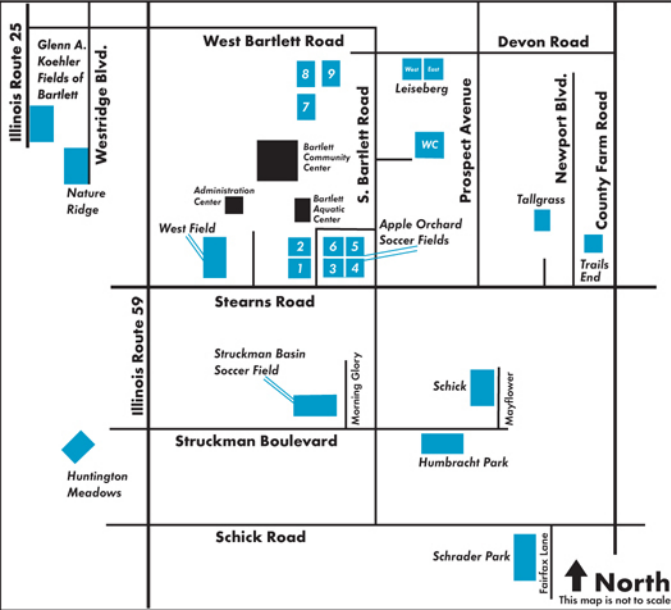 Illinois Route 25
Glenn A.
Koehler
Fields of
Bartlett
Westridge Blvd.
Nature
Ridge
West Bartlett Road
Devon Road
8
9
7
West
East
Leiseberg
WC
S. Bartlett Road
Prospect Avenue
Newport Blvd.
County Farm Road
Bartlett
Community
Center
Administration
Center
Bartlett
Aquatic
Center
Tallgrass
Trails
End
West Field
Apple Orchard
Soccer Fields
2
6
5
1
3
4
Stearns Road
Illinois Route 59
Struckman Basin
Soccer Field
Morning Glory
Schick
Mayflower
Struckman Boulevard
Humbracht Park
Huntington
Meadows
Schick Road
Schrader Park
Fairfax Lane
North
This map is not to scale